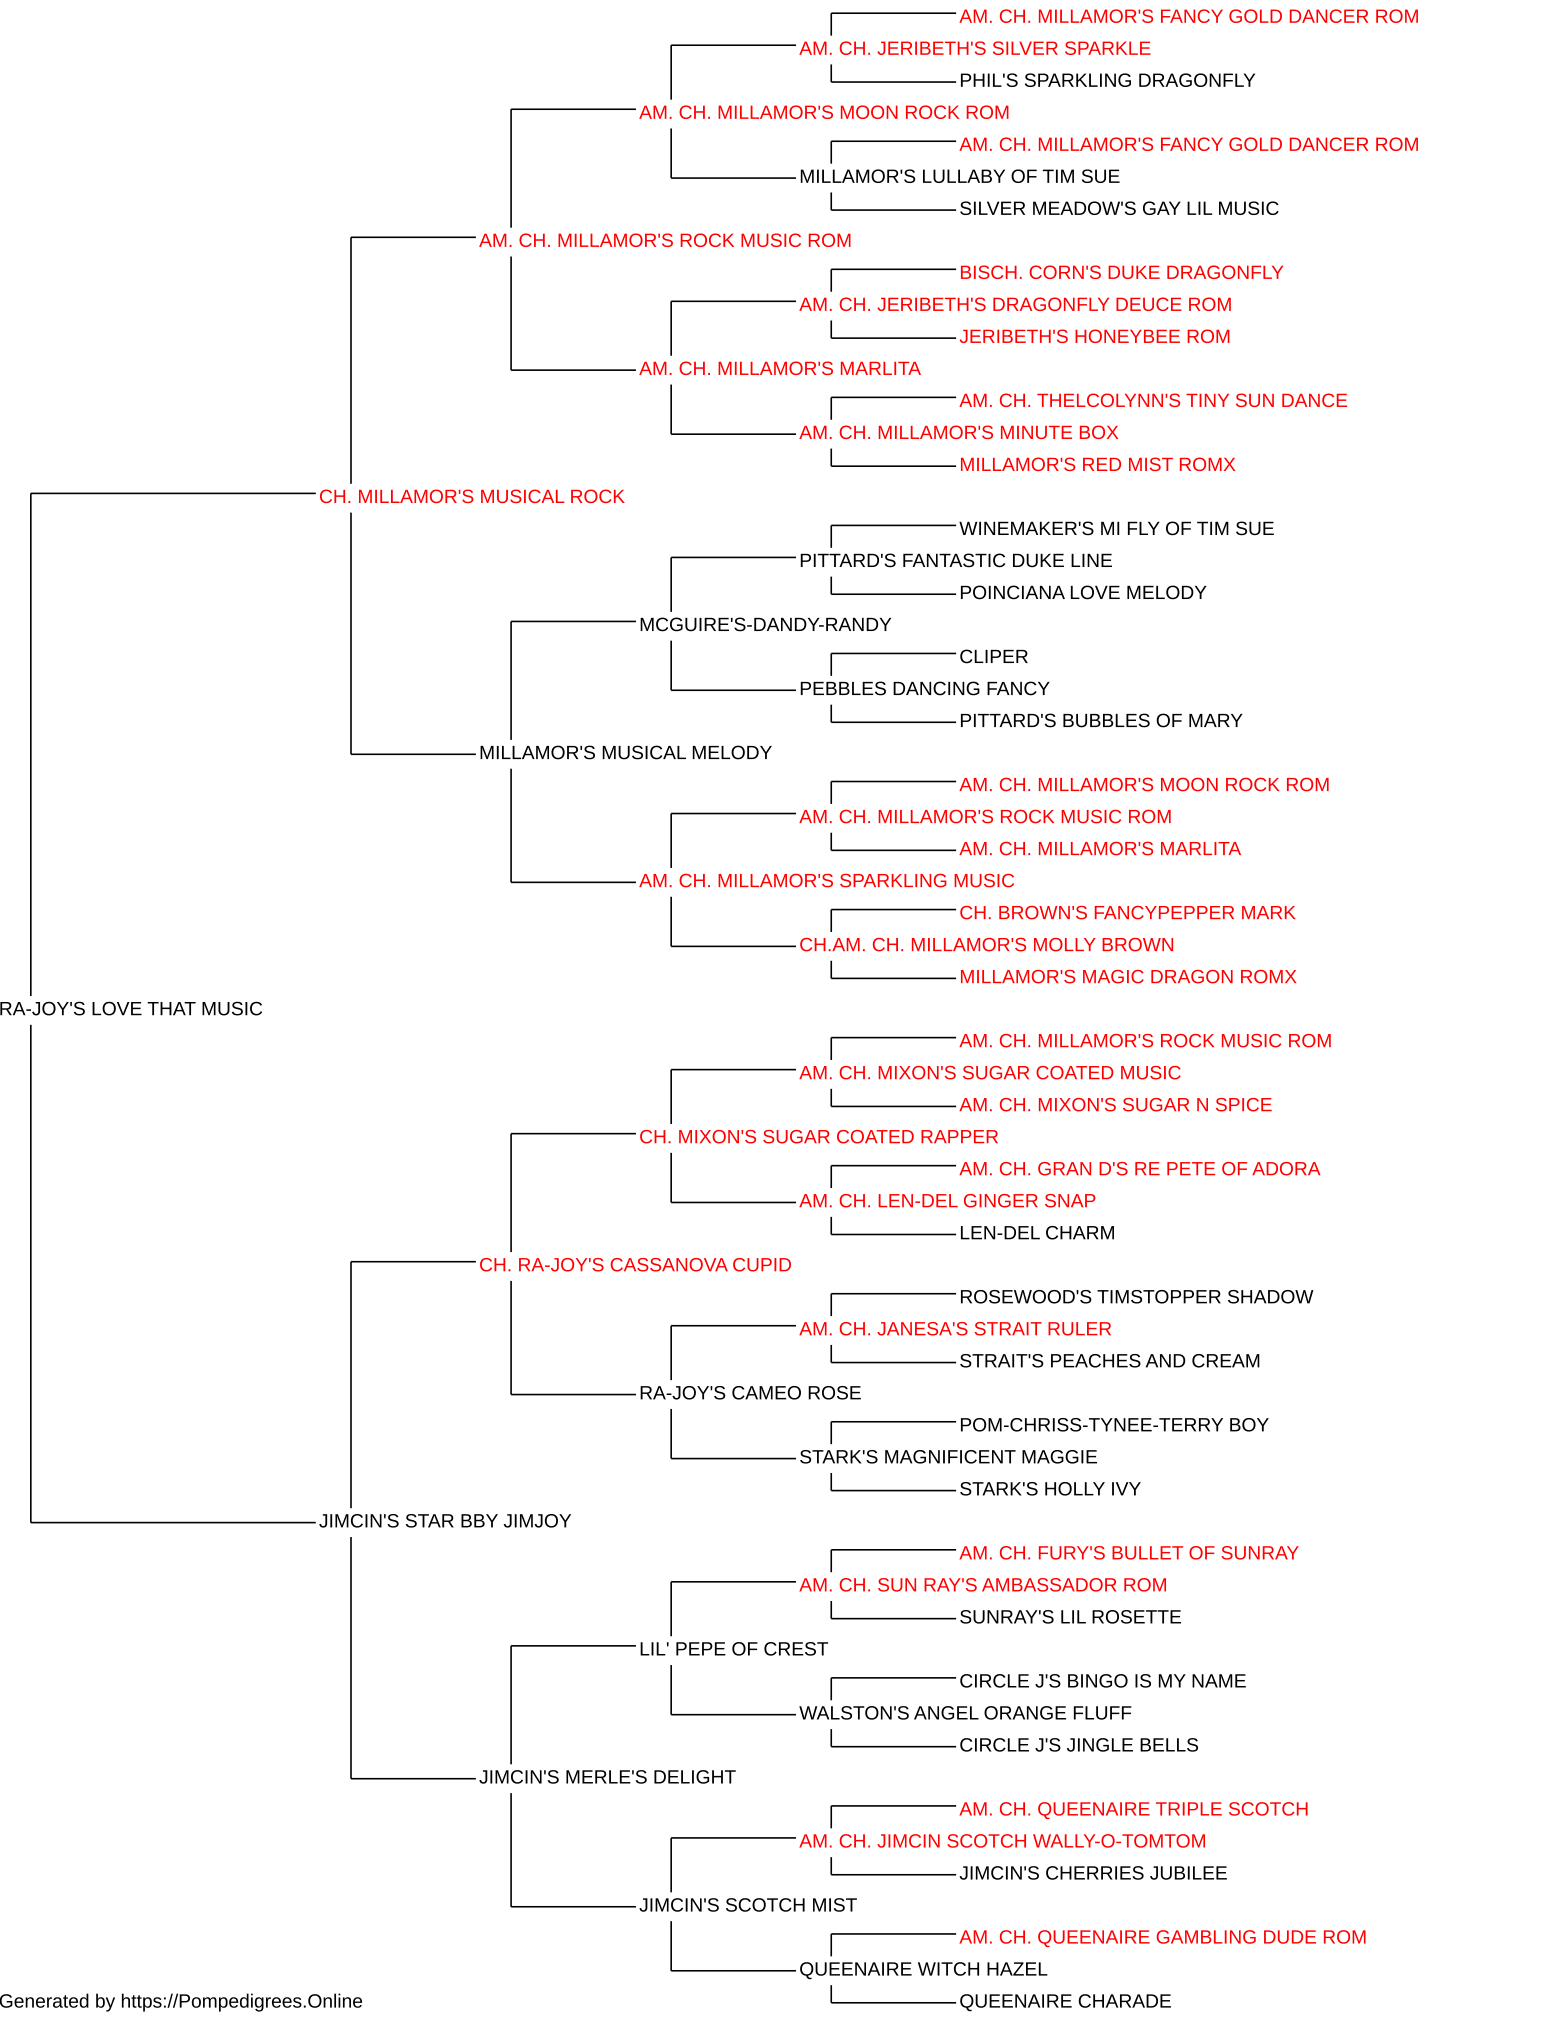 AM. CH. MILLAMOR'S FANCY GOLD DANCER ROM
AM. CH. JERIBETH'S SILVER SPARKLE
PHIL'S SPARKLING DRAGONFLY
AM. CH. MILLAMOR'S MOON ROCK ROM
AM. CH. MILLAMOR'S FANCY GOLD DANCER ROM
MILLAMOR'S LULLABY OF TIM SUE
SILVER MEADOW'S GAY LIL MUSIC
AM. CH. MILLAMOR'S ROCK MUSIC ROM
BISCH. CORN'S DUKE DRAGONFLY
AM. CH. JERIBETH'S DRAGONFLY DEUCE ROM
JERIBETH'S HONEYBEE ROM
AM. CH. MILLAMOR'S MARLITA
AM. CH. THELCOLYNN'S TINY SUN DANCE
AM. CH. MILLAMOR'S MINUTE BOX
MILLAMOR'S RED MIST ROMX
CH. MILLAMOR'S MUSICAL ROCK
WINEMAKER'S MI FLY OF TIM SUE
PITTARD'S FANTASTIC DUKE LINE
POINCIANA LOVE MELODY
MCGUIRE'S-DANDY-RANDY
CLIPER
PEBBLES DANCING FANCY
PITTARD'S BUBBLES OF MARY
MILLAMOR'S MUSICAL MELODY
AM. CH. MILLAMOR'S MOON ROCK ROM
AM. CH. MILLAMOR'S ROCK MUSIC ROM
AM. CH. MILLAMOR'S MARLITA
AM. CH. MILLAMOR'S SPARKLING MUSIC
CH. BROWN'S FANCYPEPPER MARK
CH.AM. CH. MILLAMOR'S MOLLY BROWN
MILLAMOR'S MAGIC DRAGON ROMX
RA-JOY'S LOVE THAT MUSIC
AM. CH. MILLAMOR'S ROCK MUSIC ROM
AM. CH. MIXON'S SUGAR COATED MUSIC
AM. CH. MIXON'S SUGAR N SPICE
CH. MIXON'S SUGAR COATED RAPPER
AM. CH. GRAN D'S RE PETE OF ADORA
AM. CH. LEN-DEL GINGER SNAP
LEN-DEL CHARM
CH. RA-JOY'S CASSANOVA CUPID
ROSEWOOD'S TIMSTOPPER SHADOW
AM. CH. JANESA'S STRAIT RULER
STRAIT'S PEACHES AND CREAM
RA-JOY'S CAMEO ROSE
POM-CHRISS-TYNEE-TERRY BOY
STARK'S MAGNIFICENT MAGGIE
STARK'S HOLLY IVY
JIMCIN'S STAR BBY JIMJOY
AM. CH. FURY'S BULLET OF SUNRAY
AM. CH. SUN RAY'S AMBASSADOR ROM
SUNRAY'S LIL ROSETTE
LIL' PEPE OF CREST
CIRCLE J'S BINGO IS MY NAME
WALSTON'S ANGEL ORANGE FLUFF
CIRCLE J'S JINGLE BELLS
JIMCIN'S MERLE'S DELIGHT
AM. CH. QUEENAIRE TRIPLE SCOTCH
AM. CH. JIMCIN SCOTCH WALLY-O-TOMTOM
JIMCIN'S CHERRIES JUBILEE
JIMCIN'S SCOTCH MIST
AM. CH. QUEENAIRE GAMBLING DUDE ROM
QUEENAIRE WITCH HAZEL
QUEENAIRE CHARADE
Generated by https://Pompedigrees.Online